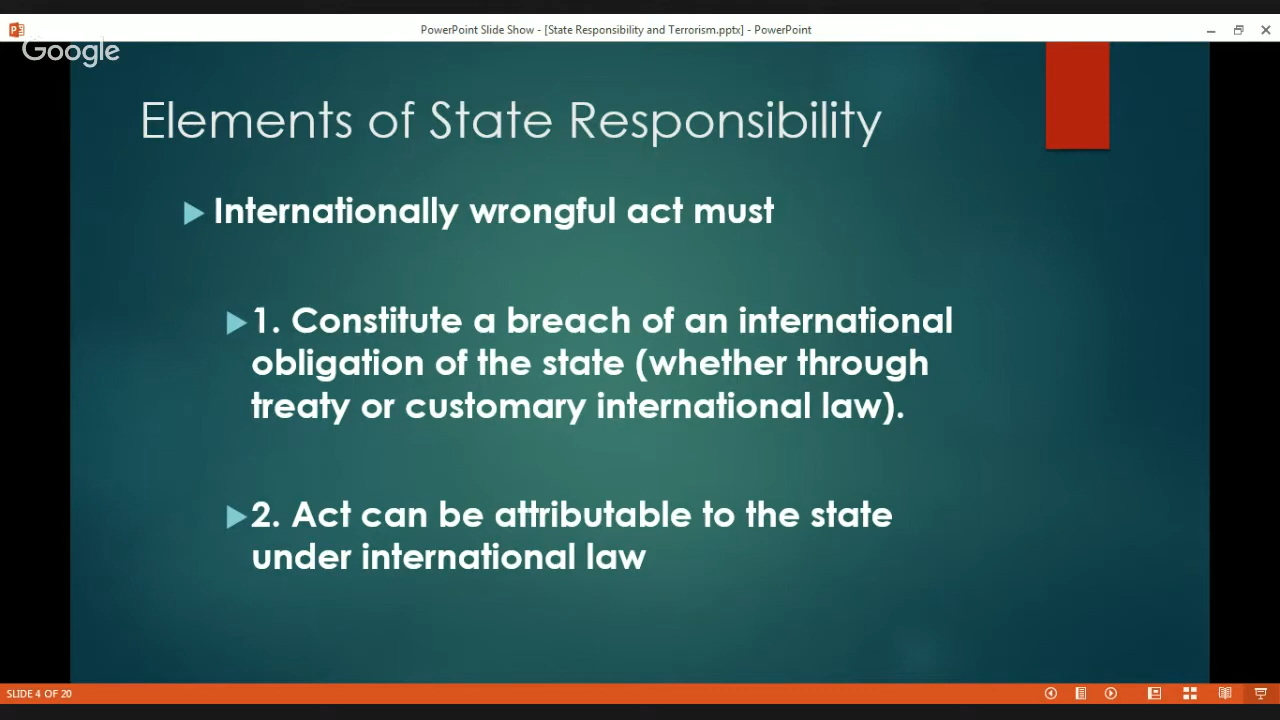 PowerPoint Slide Show - [State Responsibility and Terrorism.pptx] - PowerPoint
Google
Elements of State Responsibility
Internationally wrongful act must
1. Constitute a breach of an international
obligation of the state (whether through
treaty or customary international law).
2. Act can be attributable to the state
under international law
SLIDE 4 OF 20